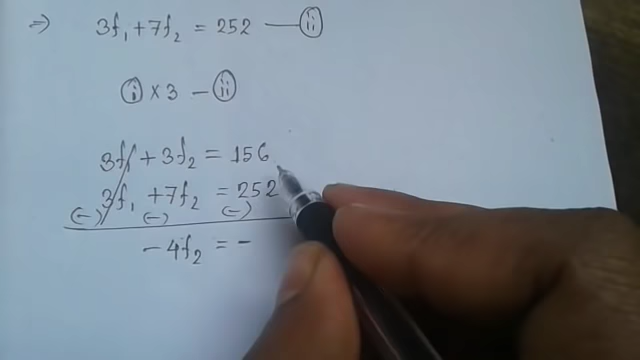 ⇒ 3f₁ + 7f₂ = 252 — (ii)
(i) × 3 – (ii)
3f₁ + 3f₂ = 156
3f₁ + 7f₂ = 252
(-) (-) (-)
- 4f₂ = -